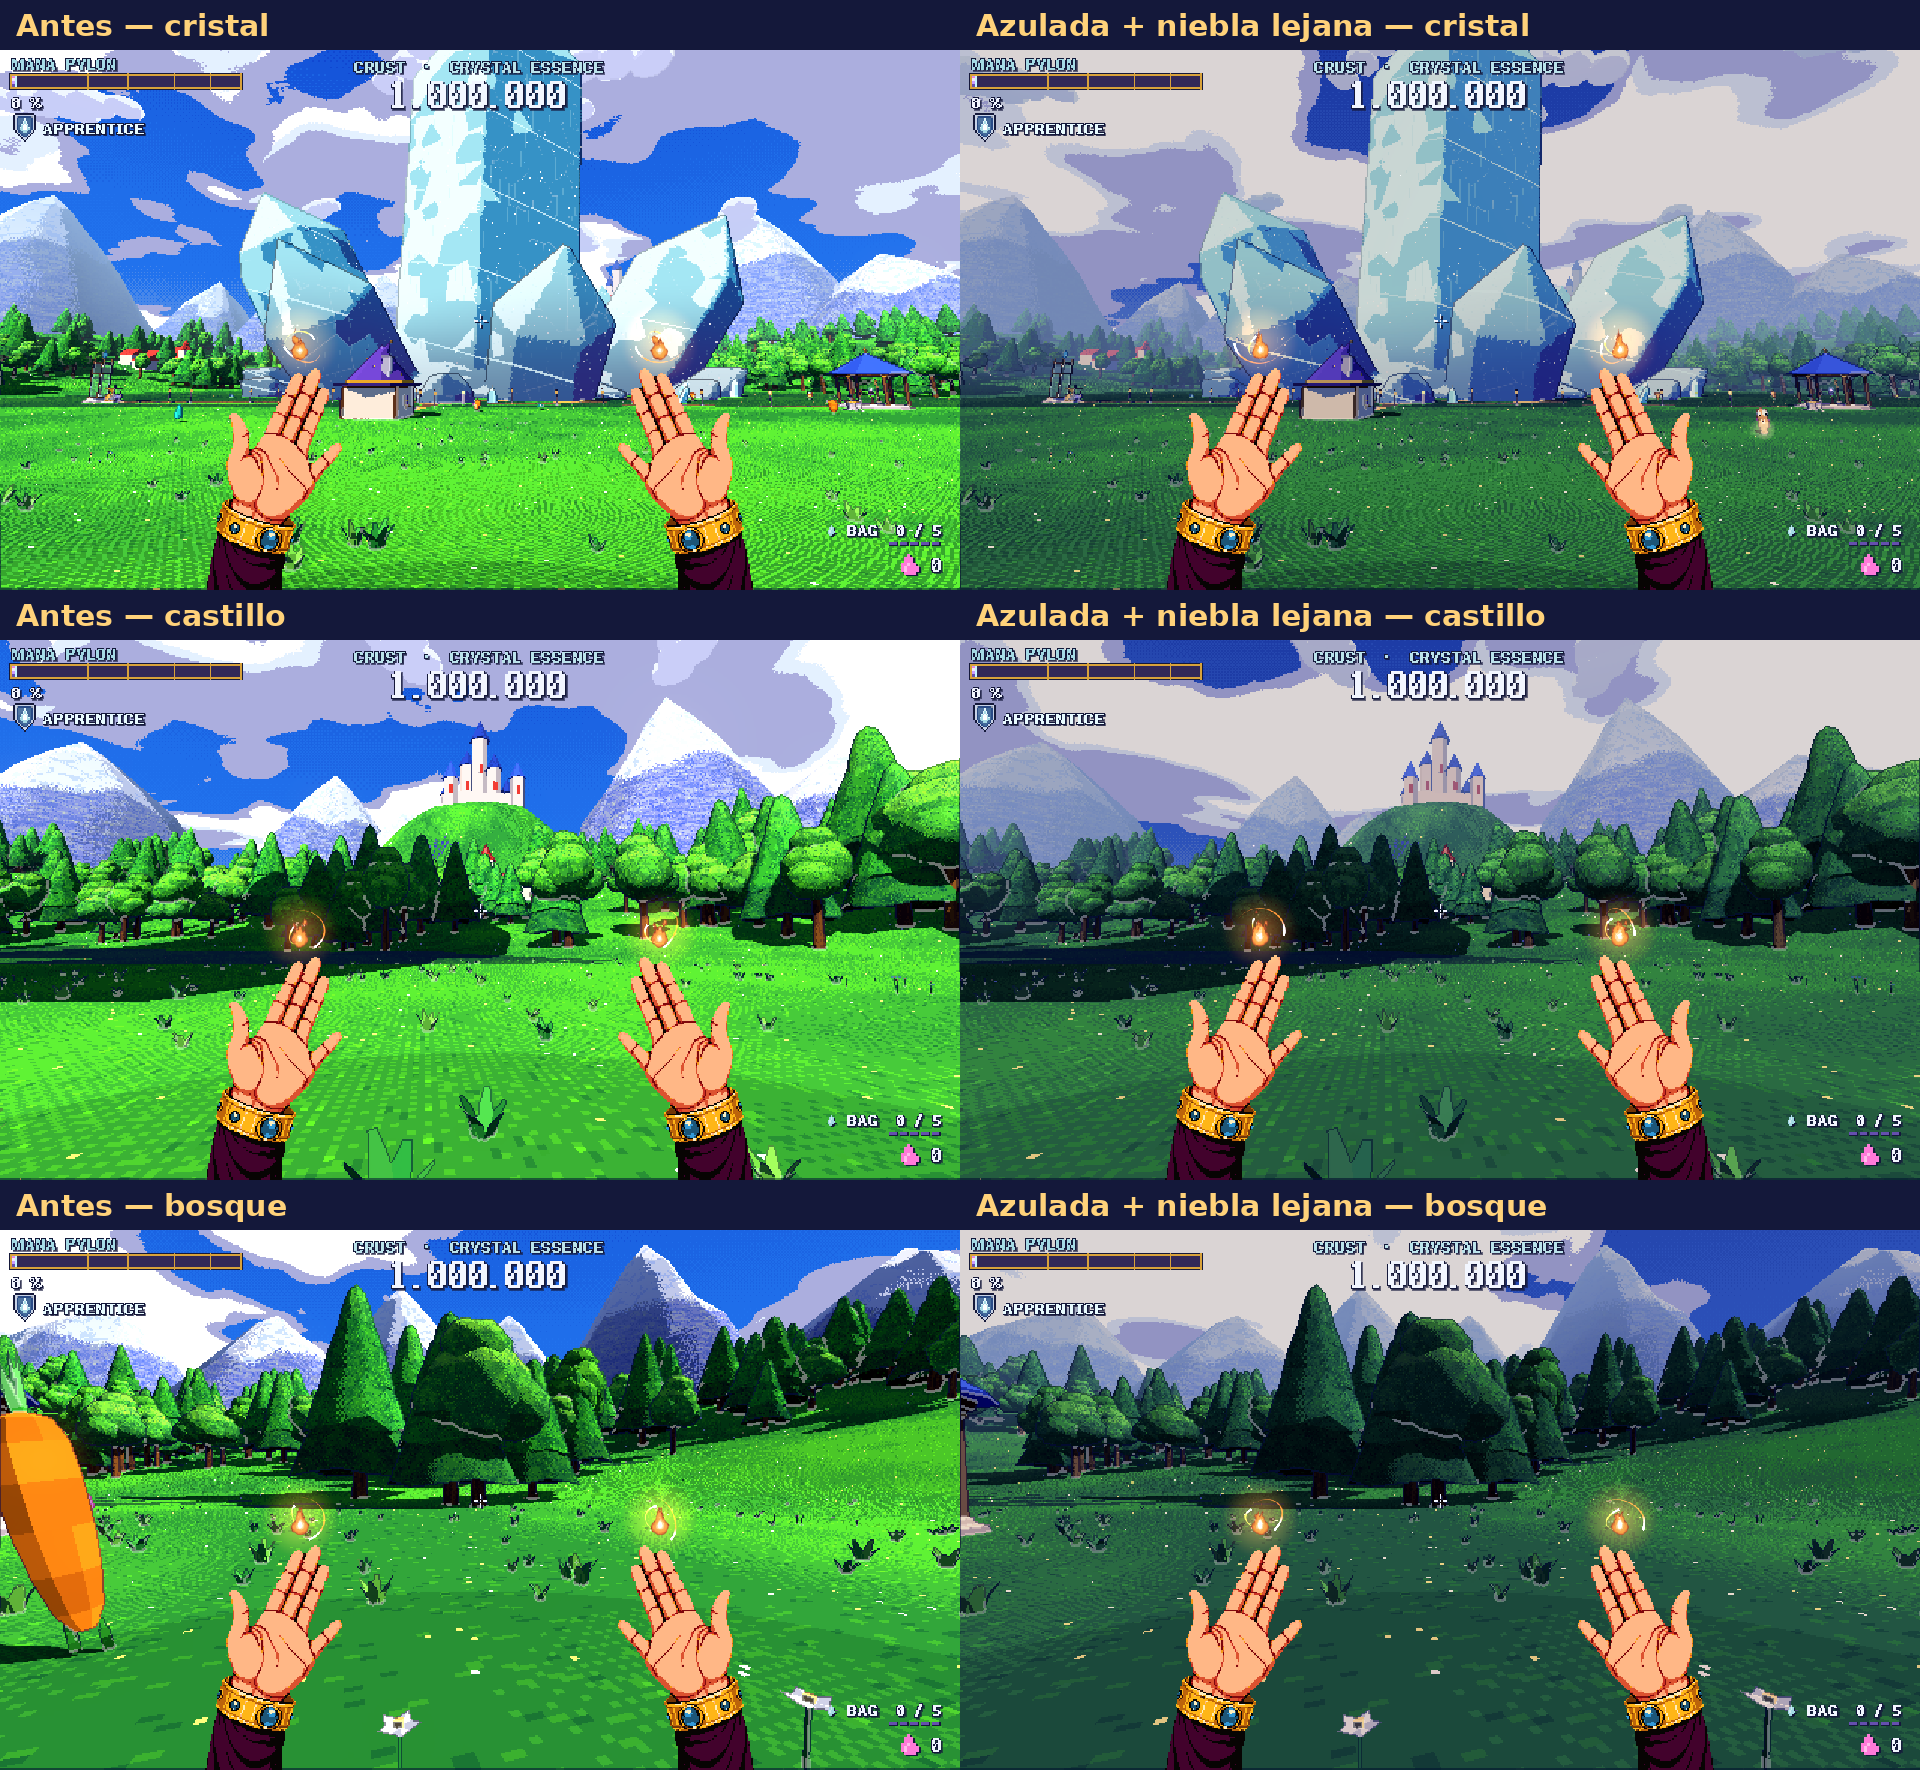 Antes — cristal
MANA PYLON
0 %
APPRENTICE
CRUST · CRYSTAL ESSENCE
1.000.000
BAG 0 / 5
0
Azulada + niebla lejana — cristal
MANA PYLON
0 %
APPRENTICE
CRUST · CRYSTAL ESSENCE
1.000.000
BAG 0 / 5
0
Antes — castillo
MANA PYLON
0 %
APPRENTICE
CRUST · CRYSTAL ESSENCE
1.000.000
BAG 0 / 5
0
Azulada + niebla lejana — castillo
MANA PYLON
0 %
APPRENTICE
CRUST · CRYSTAL ESSENCE
1.000.000
BAG 0 / 5
0
Antes — bosque
MANA PYLON
0 %
APPRENTICE
CRUST · CRYSTAL ESSENCE
1.000.000
BAG 0 / 5
0
Azulada + niebla lejana — bosque
MANA PYLON
0 %
APPRENTICE
CRUST · CRYSTAL ESSENCE
1.000.000
BAG 0 / 5
0